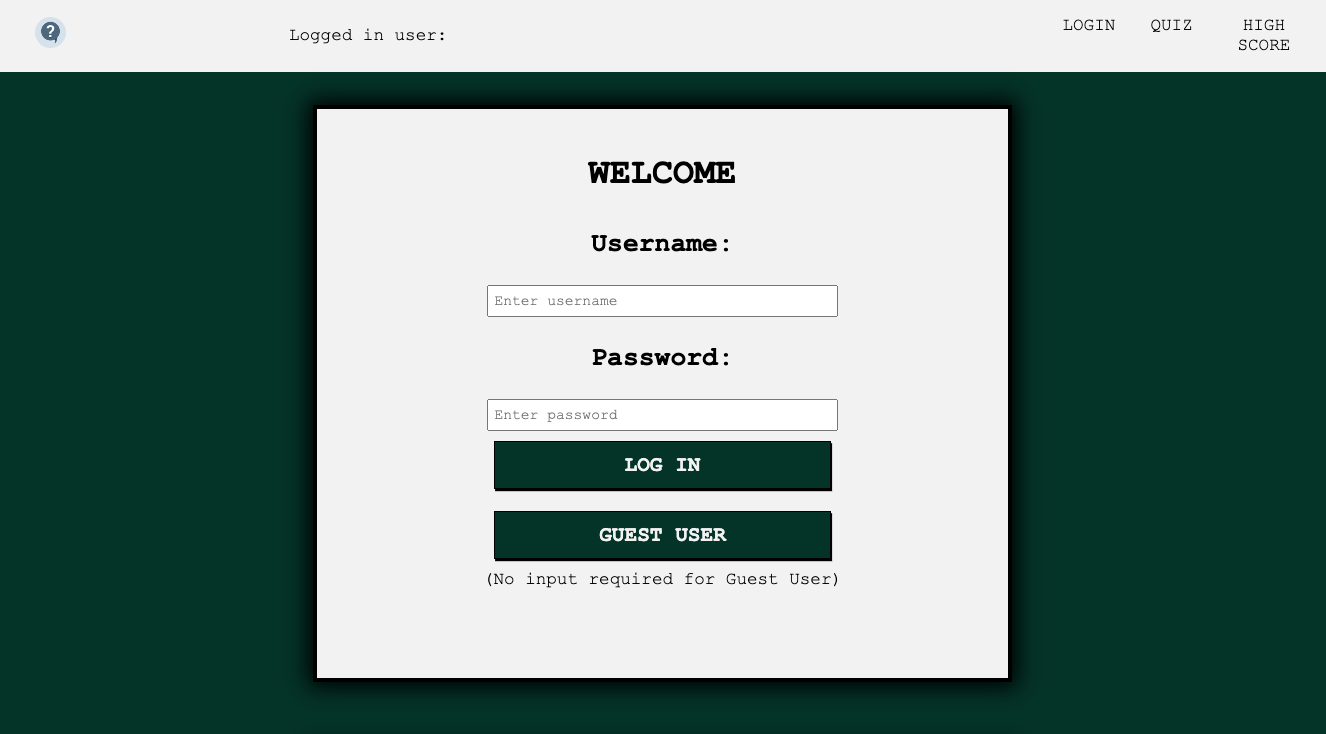 ?
Logged in user:
LOGIN
QUIZ
HIGH
SCORE
WELCOME
Username:
Enter username
Password:
Enter password
LOG IN
GUEST USER
(No input required for Guest User)